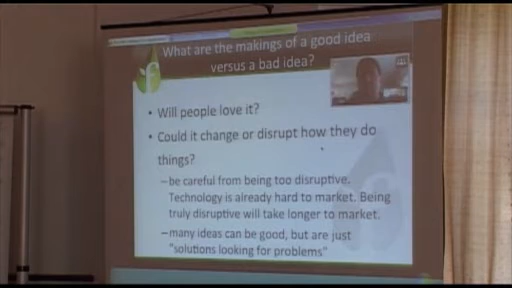 What are the makings of a good idea
versus a bad idea?
• Will people love it?
• Could it change or disrupt how they do
things?
–be careful from being too disruptive.
Technology is already hard to market. Being
truly disruptive will take longer to market.
–many ideas can be good, but are just
"solutions looking for problems"